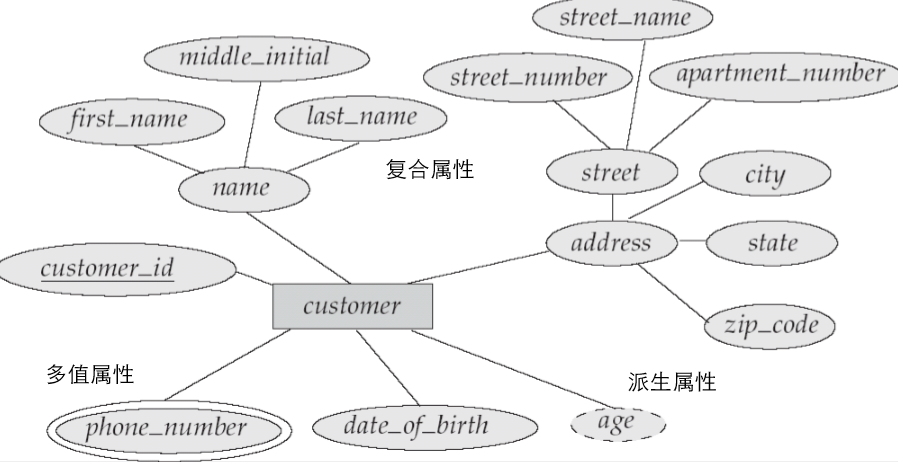 street_name
middle_initial
street_number
apartment_number
first_name
last_name
复合属性
name
street
city
address
state
customer_id
customer
zip_code
多值属性
派生属性
phone_number
date_of_birth
age